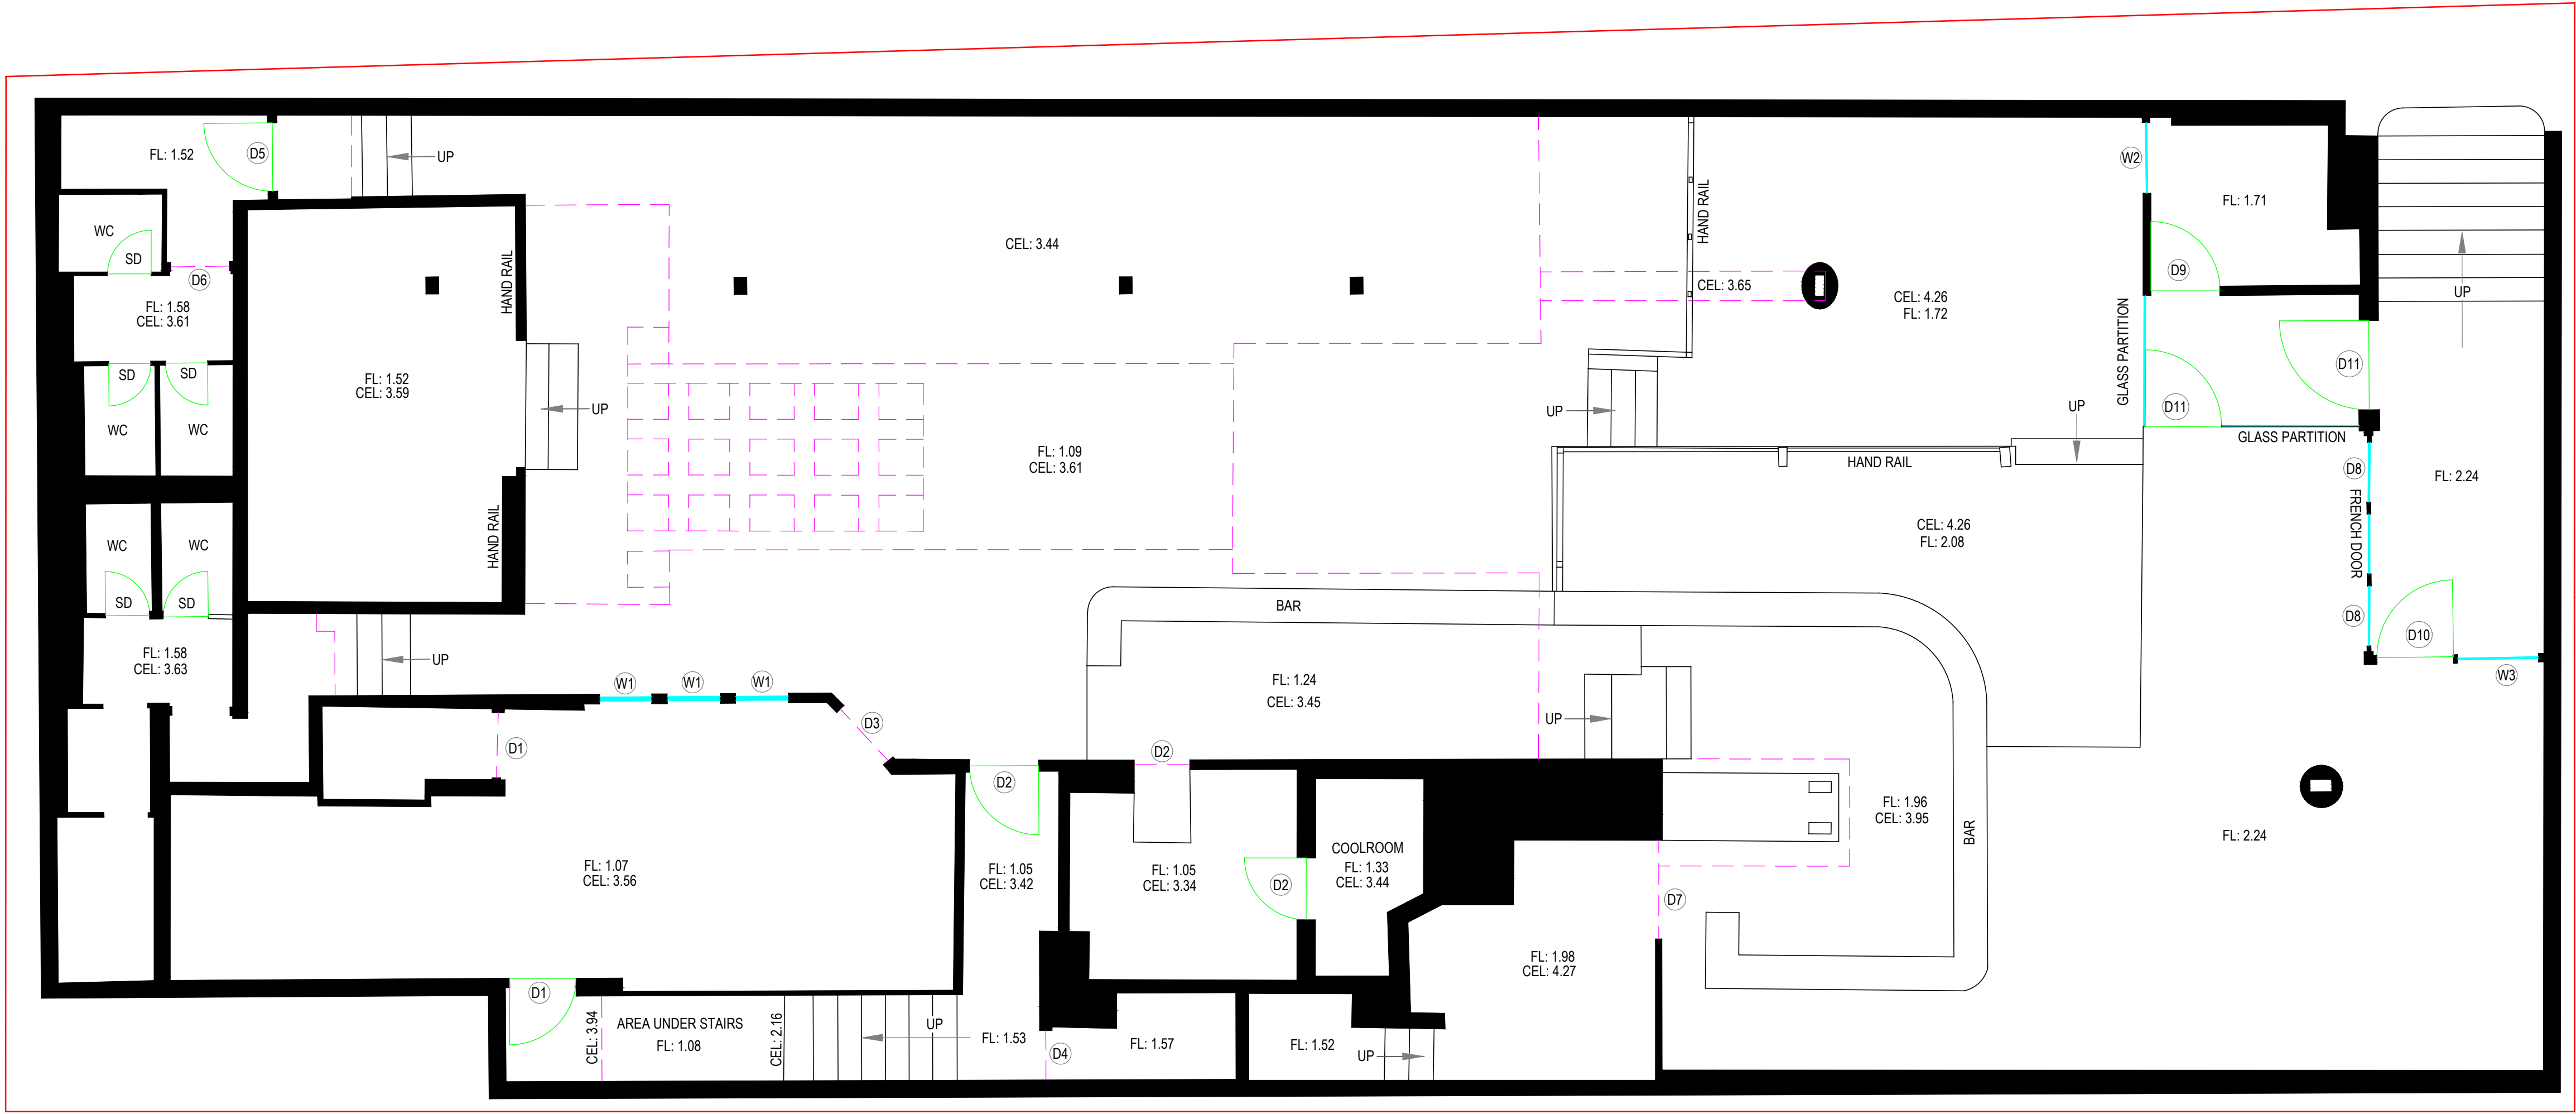 FL: 1.52
D5
UP
WC
SD
D6
FL: 1.58
CEL: 3.61
SD
SD
WC
WC
HAND RAIL
FL: 1.52
CEL: 3.59
UP
HAND RAIL
WC
WC
SD
SD
FL: 1.58
CEL: 3.63
UP
CEL: 3.44
FL: 1.09
CEL: 3.61
HAND RAIL
CEL: 3.65
CEL: 4.26
FL: 1.72
W2
FL: 1.71
D9
GLASS PARTITION
D11
D11
UP
UP
UP
GLASS PARTITION
HAND RAIL
D8
FRENCH DOOR
D8
FL: 2.24
CEL: 4.26
FL: 2.08
D10
W3
BAR
FL: 1.24
CEL: 3.45
UP
W1
W1
W1
D3
D1
D2
D2
FL: 1.07
CEL: 3.56
FL: 1.05
CEL: 3.42
FL: 1.05
CEL: 3.34
D2
COOLROOM
FL: 1.33
CEL: 3.44
D7
FL: 1.96
CEL: 3.95
BAR
FL: 2.24
FL: 1.98
CEL: 4.27
D1
CEL: 3.94
AREA UNDER STAIRS
FL: 1.08
CEL: 2.16
UP
FL: 1.53
D4
FL: 1.57
FL: 1.52
UP